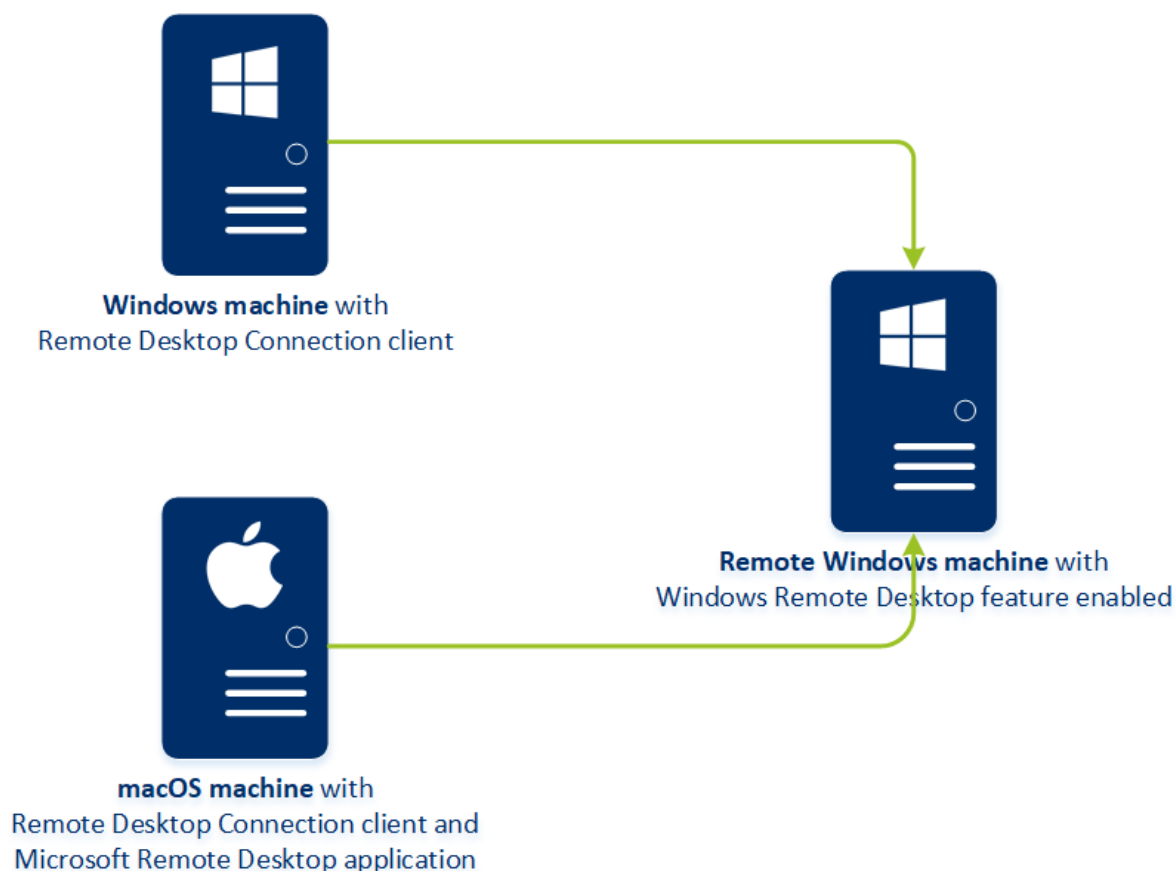 Windows machine with
Remote Desktop Connection client
Remote Windows machine with
Windows Remote Desktop feature enabled
macOS machine with
Remote Desktop Connection client and
Microsoft Remote Desktop application